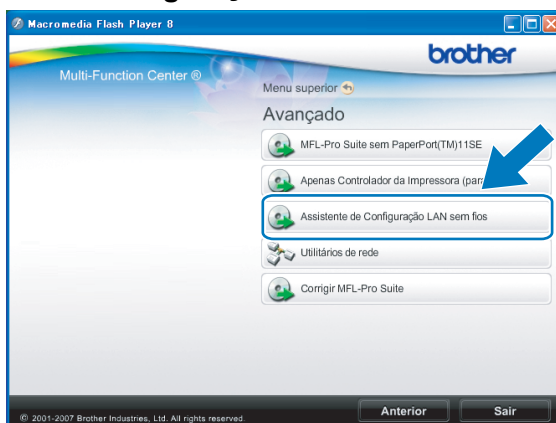 Macromedia Flash Player 8
brother
Multi-Function Center ®
Menu superior
Avançado
MFL-Pro Suite sem PaperPort(TM)11SE
Apenas Controlador da Impressora
Assistente de Configuração LAN sem fios
Utilitários de rede
Corrigir MFL-Pro Suite
© 2001-2007 Brother Industries, Ltd. All rights reserved.
Anterior
Sair